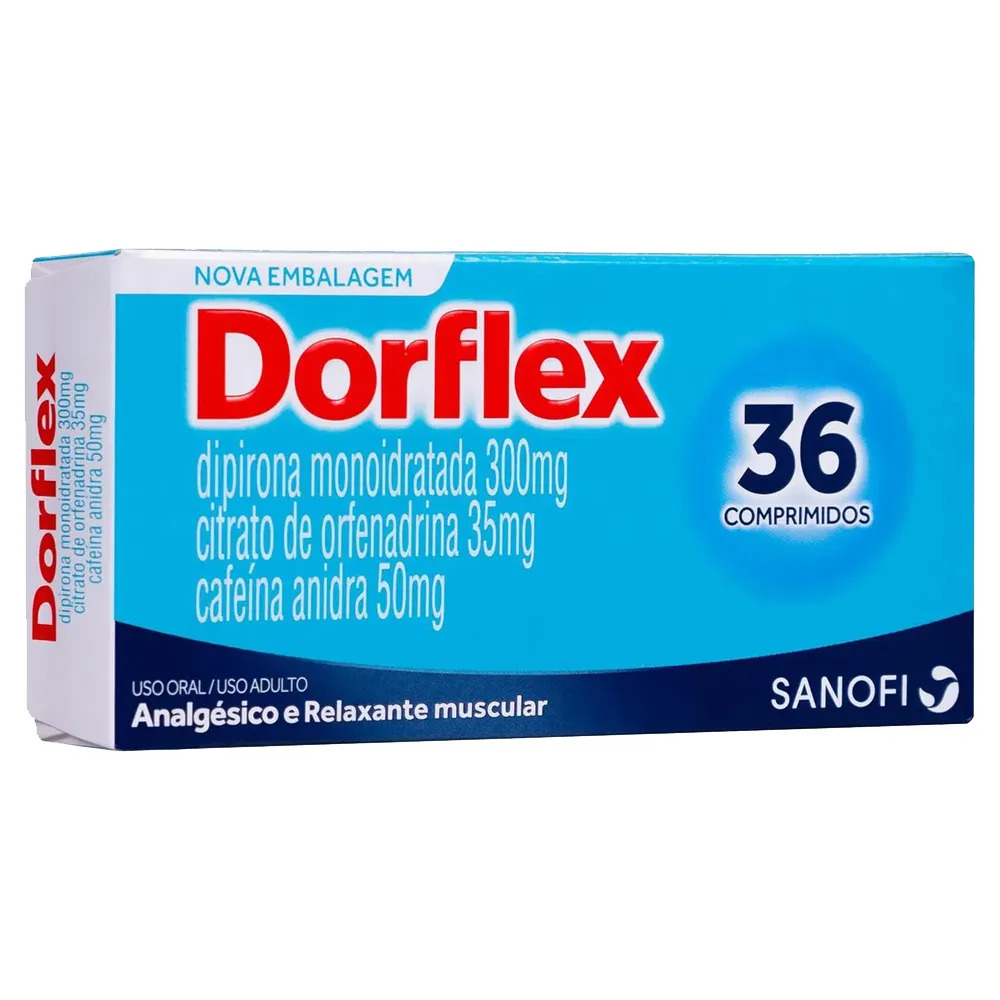 NOVA EMBALAGEM
Dorflex
dipirona monoidratada 300mg
citrato de orfenadrina 35mg
cafeína anidra 50mg
36
COMPRIMIDOS
USO ORAL / USO ADULTO
Analgésico e Relaxante muscular
SANOFI
Dorflex
dipirona monoidratada 300mg
citrato de orfenadrina 35mg
cafeína anidra 50mg